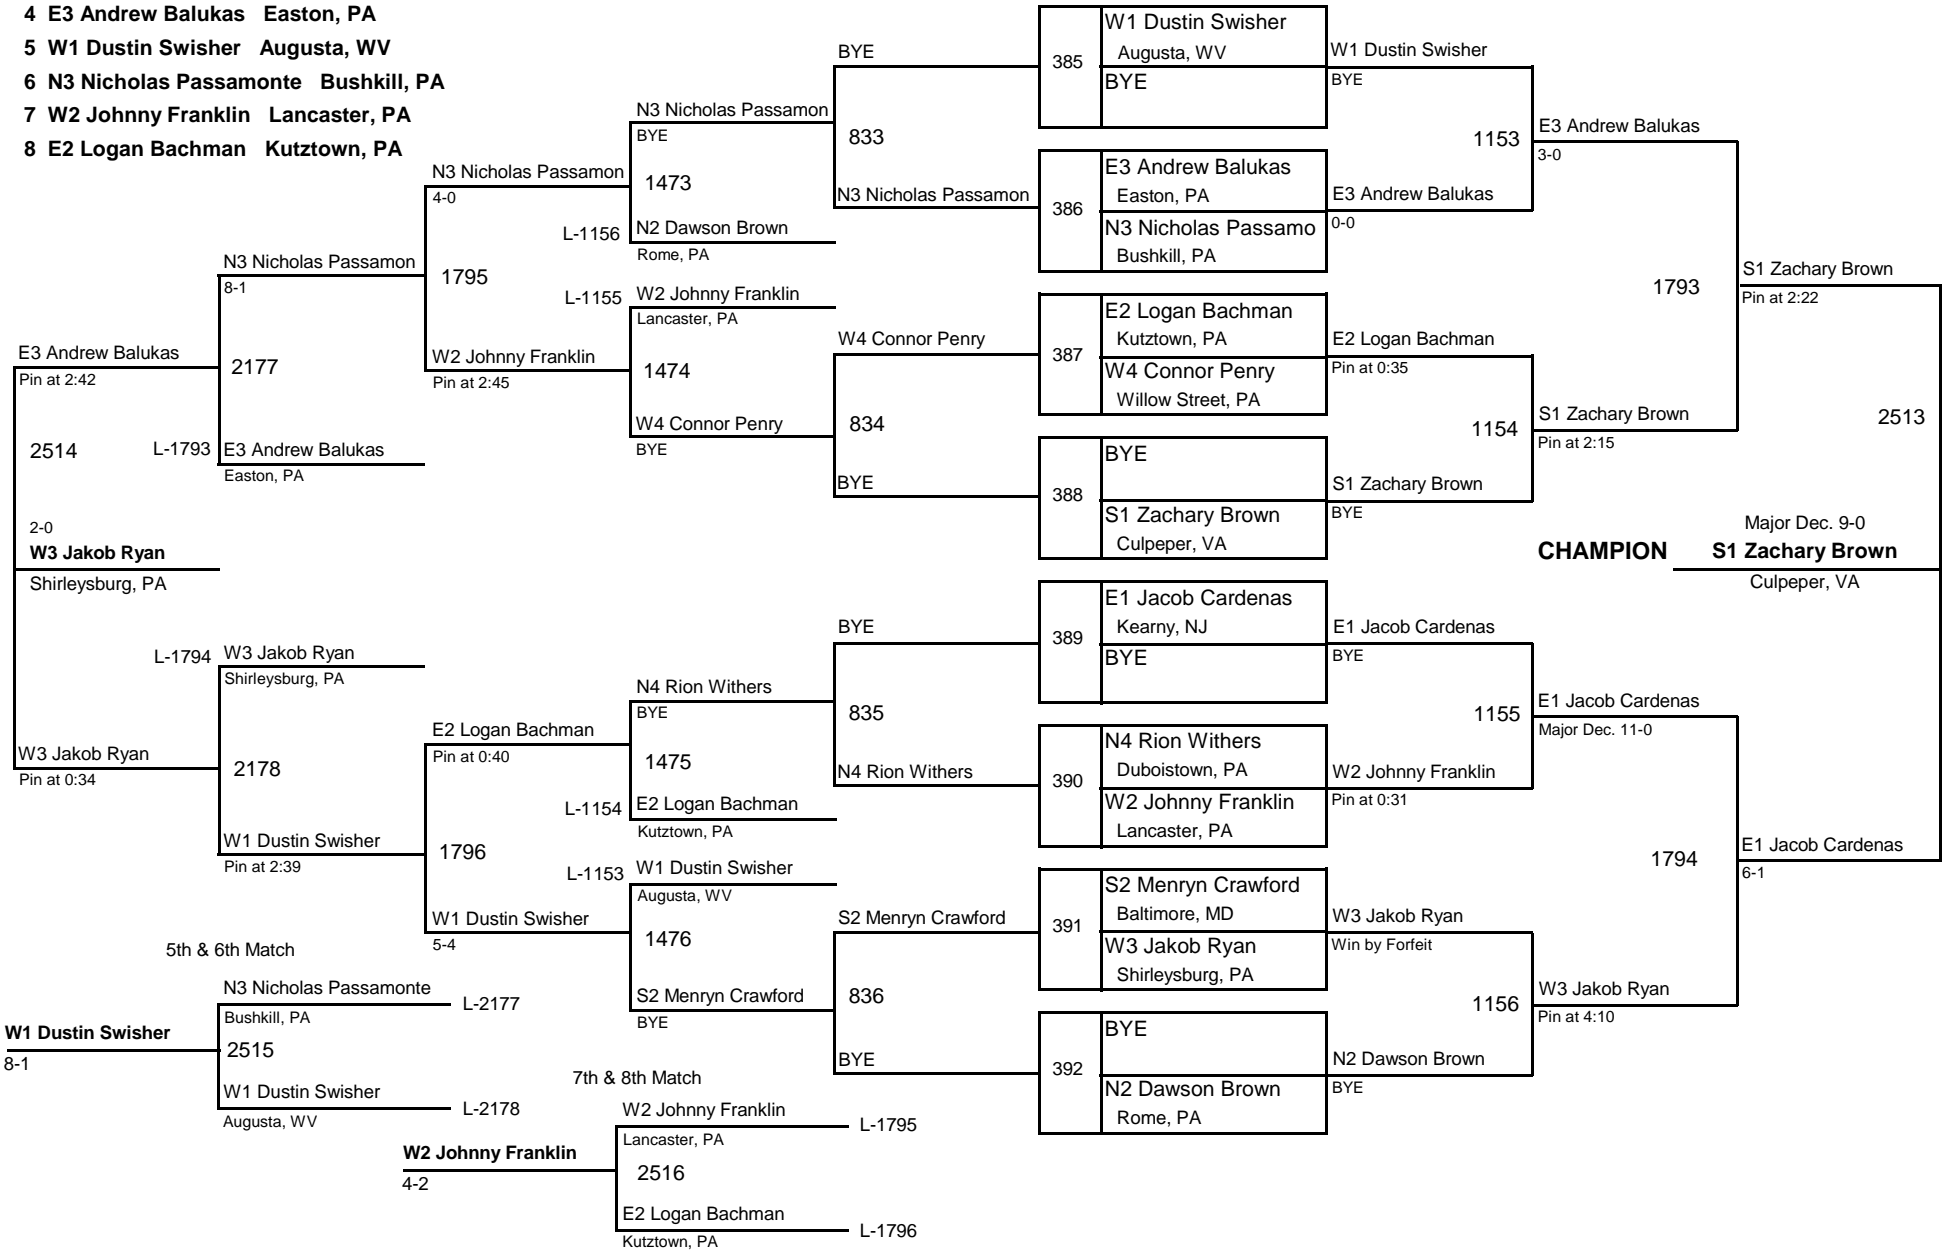 4 E3 Andrew Balukas Easton, PA
5 W1 Dustin Swisher Augusta, WV
6 N3 Nicholas Passamonte Bushkill, PA
7 W2 Johnny Franklin Lancaster, PA
8 E2 Logan Bachman Kutztown, PA
E3 Andrew Balukas
Pin at 2:42
2514
2-0
W3 Jakob Ryan
Shirleysburg, PA
W3 Jakob Ryan
Pin at 0:34
N3 Nicholas Passamon
8-1
2177
L-1793
E3 Andrew Balukas
Easton, PA
L-1794
W3 Jakob Ryan
Shirleysburg, PA
2178
W1 Dustin Swisher
Pin at 2:39
N3 Nicholas Passamon
4-0
1795
W2 Johnny Franklin
Pin at 2:45
E2 Logan Bachman
Pin at 0:40
1796
W1 Dustin Swisher
5-4
N3 Nicholas Passamon
BYE
1473
L-1156
N2 Dawson Brown
Rome, PA
L-1155
W2 Johnny Franklin
Lancaster, PA
1474
W4 Connor Penry
BYE
N4 Rion Withers
BYE
1475
L-1154
E2 Logan Bachman
Kutztown, PA
L-1153
W1 Dustin Swisher
Augusta, WV
1476
S2 Menryn Crawford
BYE
BYE
833
N3 Nicholas Passamon
W4 Connor Penry
834
BYE
BYE
835
N4 Rion Withers
S2 Menryn Crawford
836
BYE
385
W1 Dustin Swisher
Augusta, WV
BYE
386
E3 Andrew Balukas
Easton, PA
N3 Nicholas Passamo
Bushkill, PA
387
E2 Logan Bachman
Kutztown, PA
W4 Connor Penry
Willow Street, PA
388
BYE
S1 Zachary Brown
Culpeper, VA
389
E1 Jacob Cardenas
Kearny, NJ
BYE
390
N4 Rion Withers
Duboistown, PA
W2 Johnny Franklin
Lancaster, PA
391
S2 Menryn Crawford
Baltimore, MD
W3 Jakob Ryan
Shirleysburg, PA
392
BYE
N2 Dawson Brown
Rome, PA
W1 Dustin Swisher
BYE
1153
E3 Andrew Balukas
0-0
E2 Logan Bachman
Pin at 0:35
1154
S1 Zachary Brown
BYE
E1 Jacob Cardenas
BYE
1155
W2 Johnny Franklin
Pin at 0:31
W3 Jakob Ryan
Win by Forfeit
1156
N2 Dawson Brown
BYE
E3 Andrew Balukas
3-0
1793
S1 Zachary Brown
Pin at 2:15
E1 Jacob Cardenas
Major Dec. 11-0
1794
W3 Jakob Ryan
Pin at 4:10
S1 Zachary Brown
Pin at 2:22
2513
Major Dec. 9-0
CHAMPION S1 Zachary Brown
Culpeper, VA
E1 Jacob Cardenas
6-1
5th & 6th Match
N3 Nicholas Passamonte
L-2177
Bushkill, PA
W1 Dustin Swisher
8-1
2515
W1 Dustin Swisher
L-2178
Augusta, WV
7th & 8th Match
W2 Johnny Franklin
L-1795
Lancaster, PA
W2 Johnny Franklin
4-2
2516
E2 Logan Bachman
L-1796
Kutztown, PA